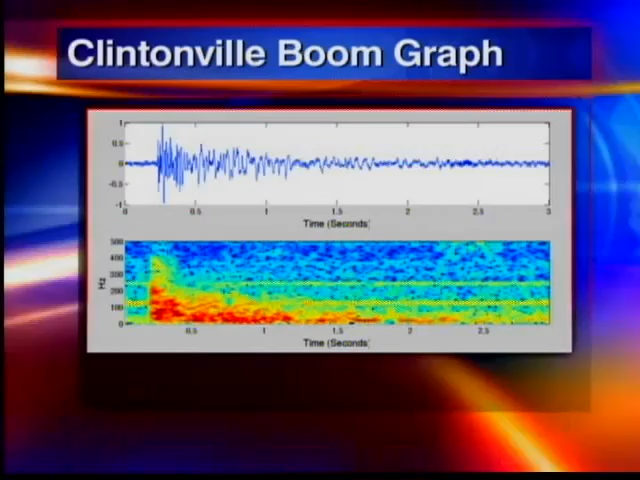 Clintonville Boom Graph
1
0.5
0
-0.5
-1
0 0.5 1 1.5 2 2.5 3
Time (Seconds)
500
400
300
200
100
0
Hz
0.5 1 1.5 2 2.5
Time (Seconds)